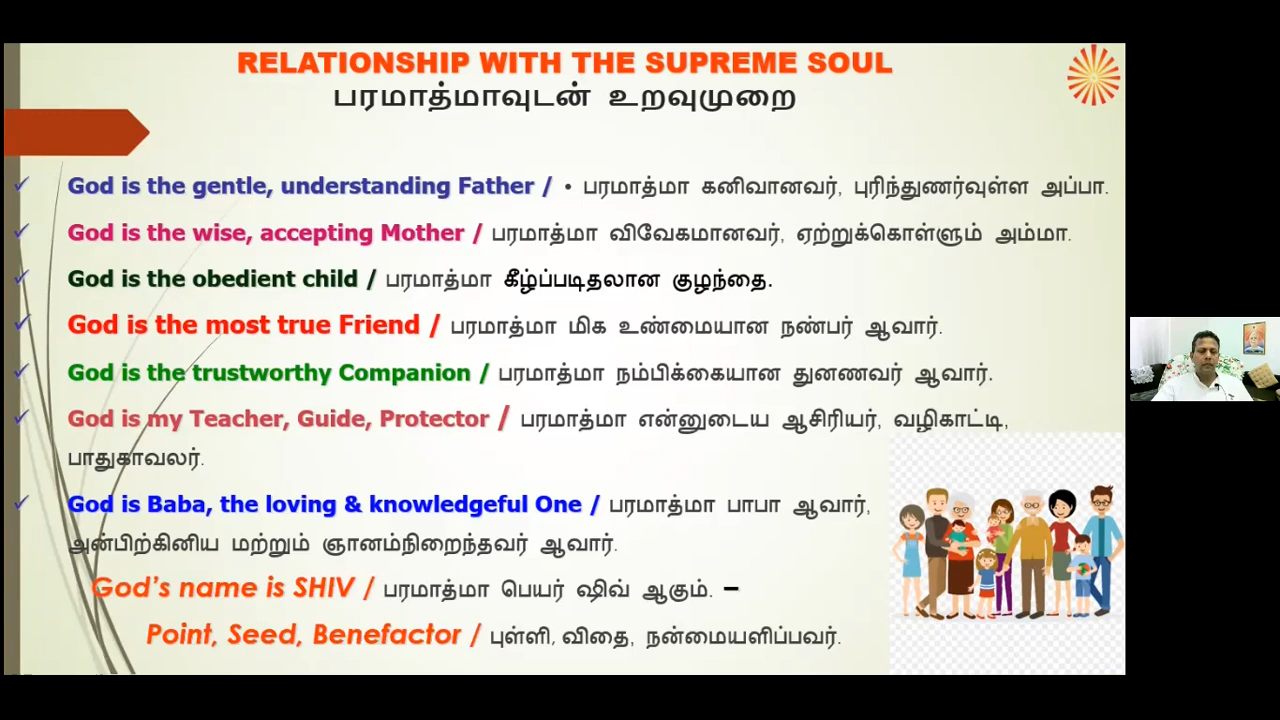 RELATIONSHIP WITH THE SUPREME SOUL
பரமாத்மாவுடன் உறவுமுறை
God is the gentle, understanding Father / • பரமாத்மா கனிவானவர், புரிந்துணர்வுள்ள அப்பா.
God is the wise, accepting Mother / பரமாத்மா விவேகமானவர், ஏற்றுக்கொள்ளும் அம்மா.
God is the obedient child / பரமாத்மா கீழ்ப்படிதலான குழந்தை.
God is the most true Friend / பரமாத்மா மிக உண்மையான நண்பர் ஆவார்.
God is the trustworthy Companion / பரமாத்மா நம்பிக்கையான துனணவர் ஆவார்.
God is my Teacher, Guide, Protector / பரமாத்மா என்னுடைய ஆசிரியர், வழிகாட்டி,
பாதுகாவலர்.
God is Baba, the loving & knowledgeful One / பரமாத்மா பாபா ஆவார்,
அன்பிற்கினிய மற்றும் ஞானம்நிறைந்தவர் ஆவார்.
God's name is SHIV / பரமாத்மா பெயர் ஷிவ் ஆகும். –
Point, Seed, Benefactor / புள்ளி, விதை, நன்மையளிப்பவர்.